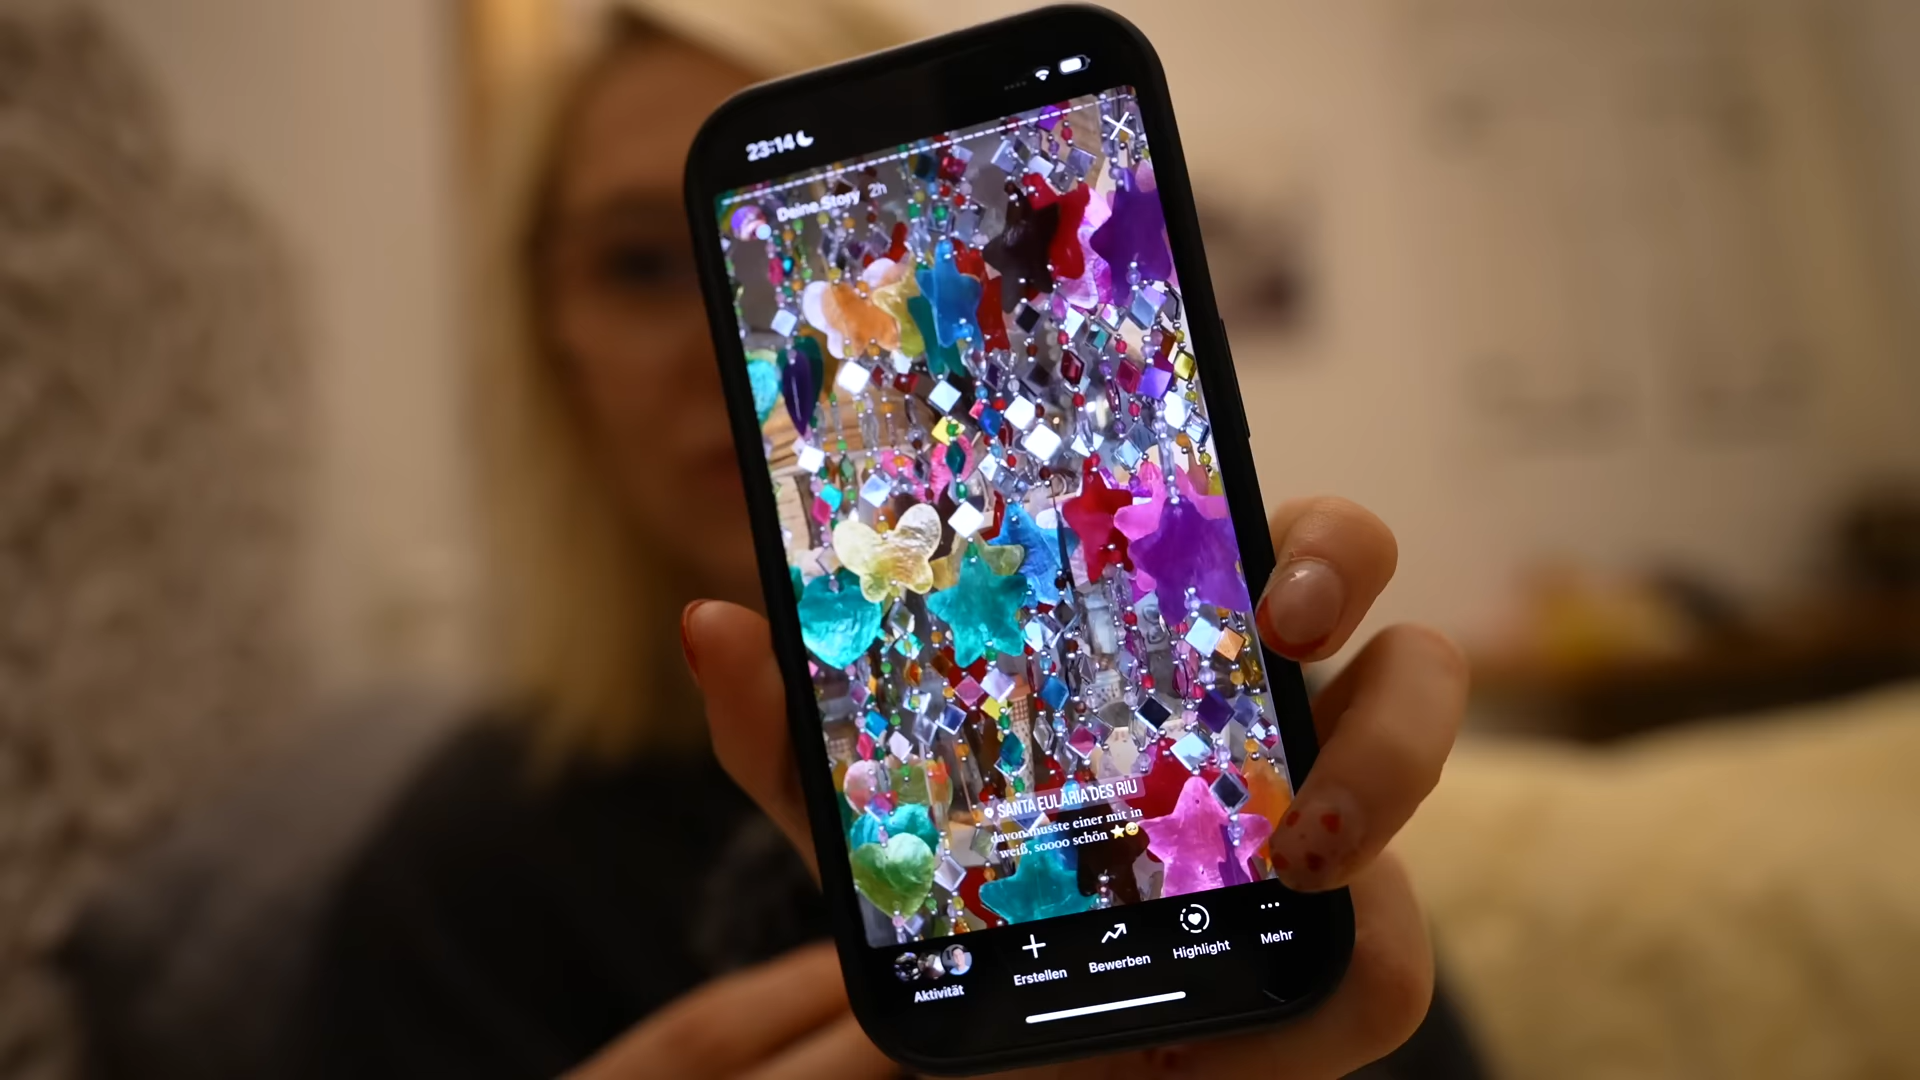 23:14
Deine Story 2h
SANTA EULÀRIA DES RIU
davon musste einer mit in
weiß, soooo schön ⭐🥺
Aktivität
Erstellen
Bewerben
Highlight
Mehr